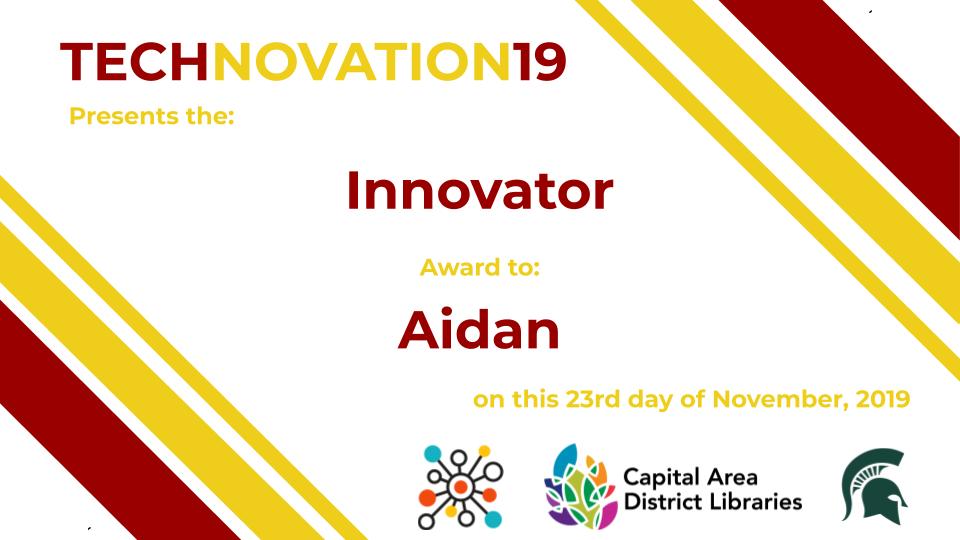 TECHNOVATION19
Presents the:
Innovator
Award to:
Aidan
on this 23rd day of November, 2019
Capital Area
District Libraries